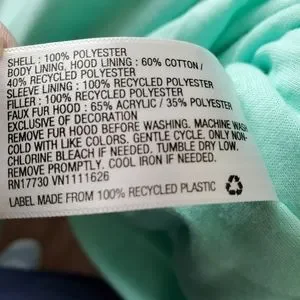 SHELL : 100% POLYESTER
BODY LINING, HOOD LINING : 60% COTTON /
40% RECYCLED POLYESTER
SLEEVE LINING : 100% RECYCLED POLYESTER
FILLER : 100% RECYCLED POLYESTER
FAUX FUR HOOD : 65% ACRYLIC / 35% POLYESTER
EXCLUSIVE OF DECORATION
REMOVE FUR HOOD BEFORE WASHING. MACHINE WASH
COLD WITH LIKE COLORS. GENTLE CYCLE. ONLY NON-
CHLORINE BLEACH IF NEEDED. TUMBLE DRY LOW.
REMOVE PROMPTLY. COOL IRON IF NEEDED.
RN17730 VN1111626
LABEL MADE FROM 100% RECYCLED PLASTIC